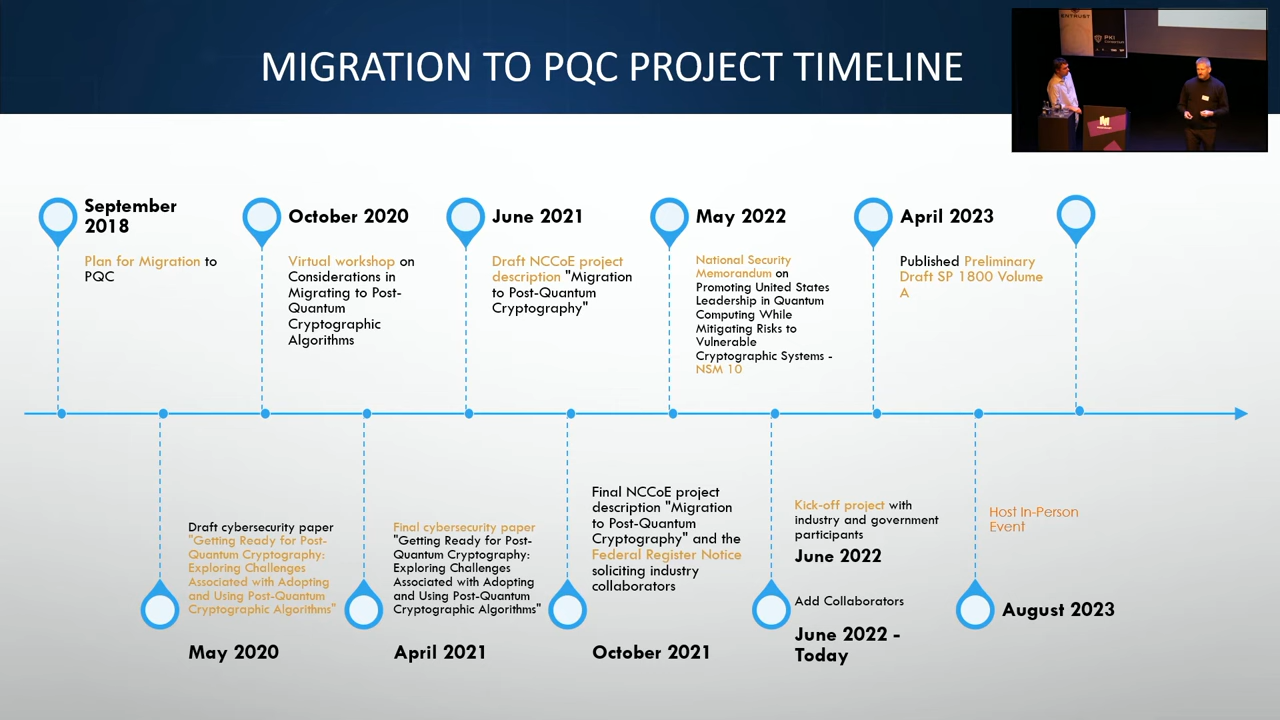 MIGRATION TO PQC PROJECT TIMELINE
ENTRUST
PKI
September
2018
Plan for Migration to
PQC
October 2020
Virtual workshop on
Considerations in
Migrating to Post-
Quantum
Cryptographic
Algorithms
June 2021
Draft NCCoE project
description "Migration
to Post-Quantum
Cryptography"
May 2022
National Security
Memorandum on
Promoting United States
Leadership in Quantum
Computing While
Mitigating Risks to
Vulnerable
Cryptographic Systems -
NSM 10
April 2023
Published Preliminary
Draft SP 1800 Volume
A
Draft cybersecurity paper
"Getting Ready for Post-
Quantum Cryptography:
Exploring Challenges
Associated with Adopting
and Using Post-Quantum
Cryptographic Algorithms"
May 2020
Final cybersecurity paper
"Getting Ready for Post-
Quantum Cryptography:
Exploring Challenges
Associated with Adopting
and Using Post-Quantum
Cryptographic Algorithms"
April 2021
Final NCCoE project
description "Migration
to Post-Quantum
Cryptography" and the
Federal Register Notice
soliciting industry
collaborators
October 2021
Kick-off project with
industry and government
participants
June 2022
Add Collaborators
June 2022 -
Today
Host In-Person
Event
August 2023